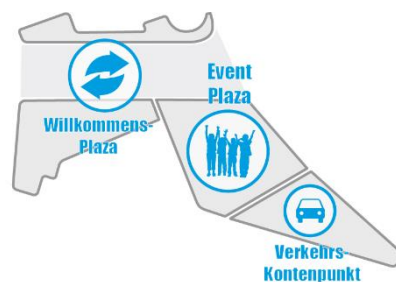 Event
Plaza
Willkommens-
Plaza
Verkehrs-
Kontenpunkt